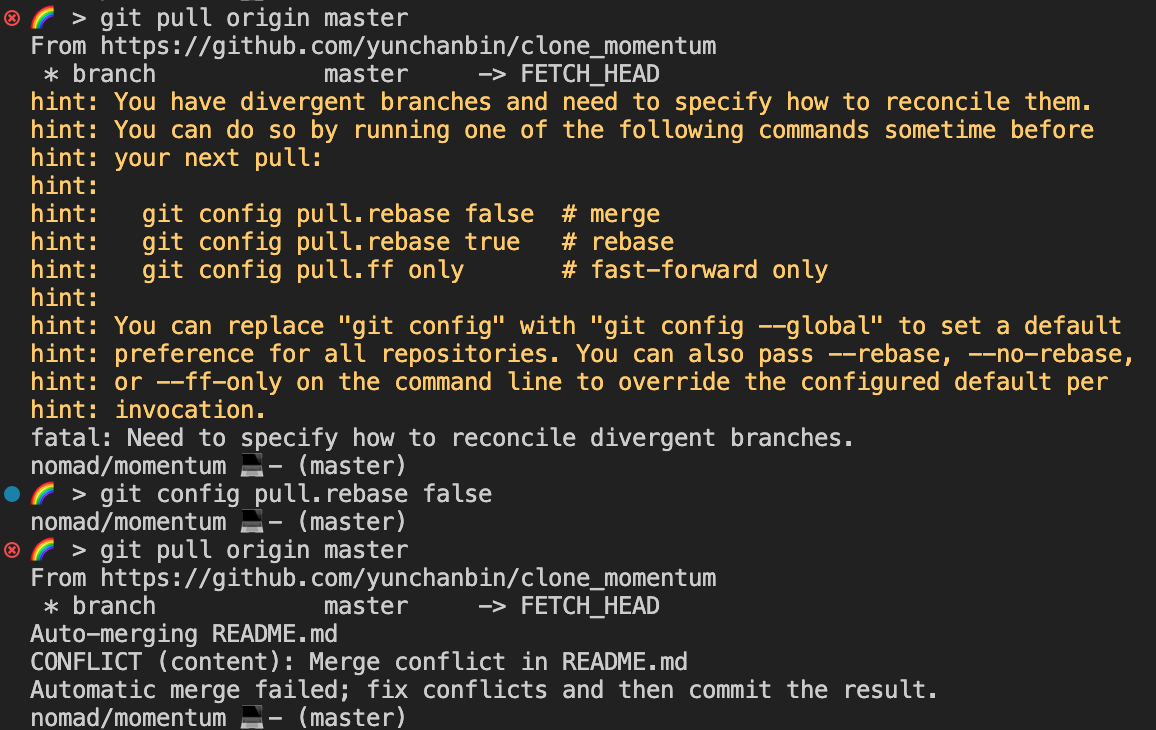 > git pull origin master
From https://github.com/yunchanbin/clone_momentum
 * branch            master     -> FETCH_HEAD
hint: You have divergent branches and need to specify how to reconcile them.
hint: You can do so by running one of the following commands sometime before
hint: your next pull:
hint:
hint:   git config pull.rebase false  # merge
hint:   git config pull.rebase true   # rebase
hint:   git config pull.ff only       # fast-forward only
hint:
hint: You can replace "git config" with "git config --global" to set a default
hint: preference for all repositories. You can also pass --rebase, --no-rebase,
hint: or --ff-only on the command line to override the configured default per
hint: invocation.
fatal: Need to specify how to reconcile divergent branches.
nomad/momentum 💻- (master)
🌈 > git config pull.rebase false
nomad/momentum 💻- (master)
🌈 > git pull origin master
From https://github.com/yunchanbin/clone_momentum
 * branch            master     -> FETCH_HEAD
Auto-merging README.md
CONFLICT (content): Merge conflict in README.md
Automatic merge failed; fix conflicts and then commit the result.
nomad/momentum 💻- (master)